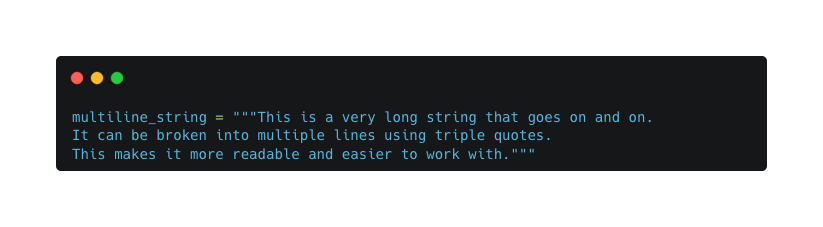 multiline_string = """This is a very long string that goes on and on.
It can be broken into multiple lines using triple quotes.
This makes it more readable and easier to work with."""